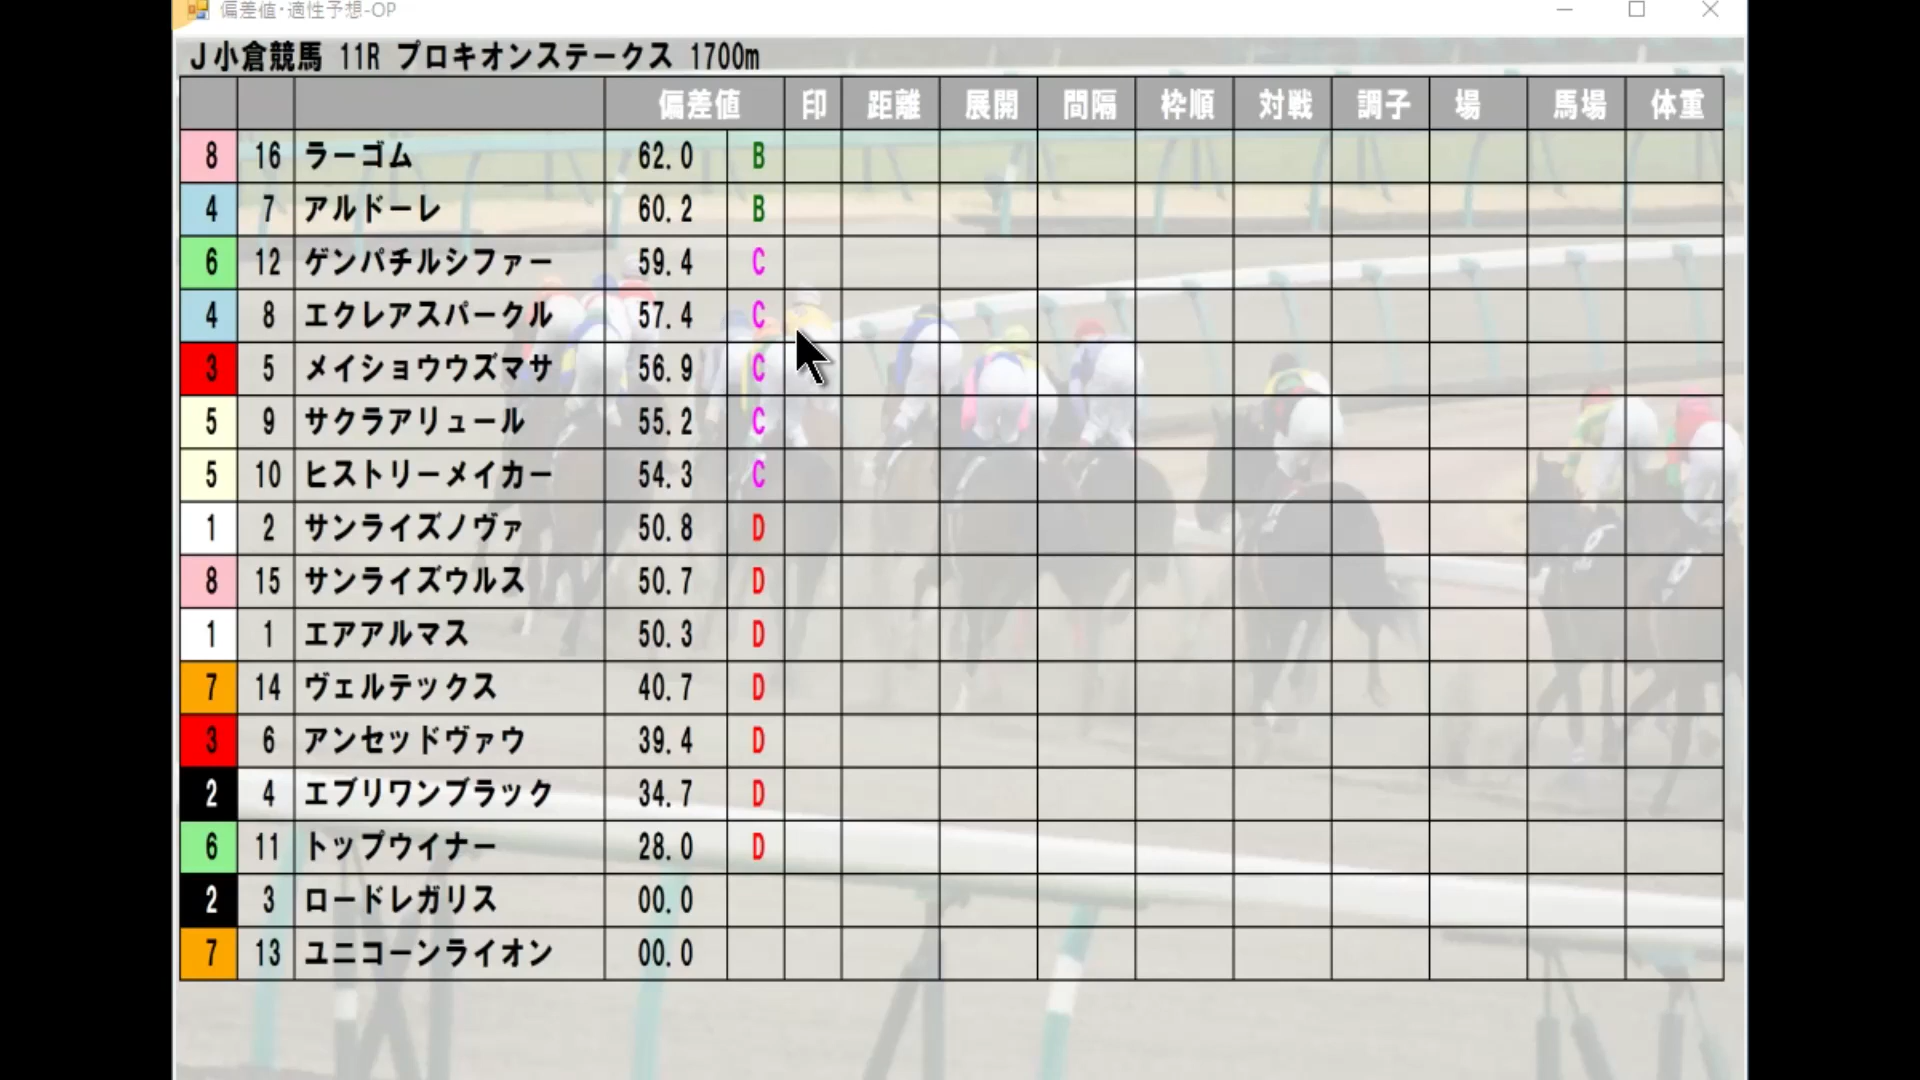 偏差値･適性予想-OP
J小倉競馬 11R プロキオンステークス 1700m
偏差値 印 距離 展開 間隔 枠順 対戦 調子 場 馬場 体重
8 16 ラーゴム 62.0 B
4 7 アルドーレ 60.2 B
6 12 ゲンパチルシファー 59.4 C
4 8 エクレアスパークル 57.4 C
3 5 メイショウウズマサ 56.9 C
5 9 サクラアリュール 55.2 C
5 10 ヒストリーメイカー 54.3 C
1 2 サンライズノヴァ 50.8 D
8 15 サンライズウルス 50.7 D
1 1 エアアルマス 50.3 D
7 14 ヴェルテックス 40.7 D
3 6 アンセッドヴァウ 39.4 D
2 4 エブリワンブラック 34.7 D
6 11 トップウイナー 28.0 D
2 3 ロードレガリス 00.0
7 13 ユニコーンライオン 00.0